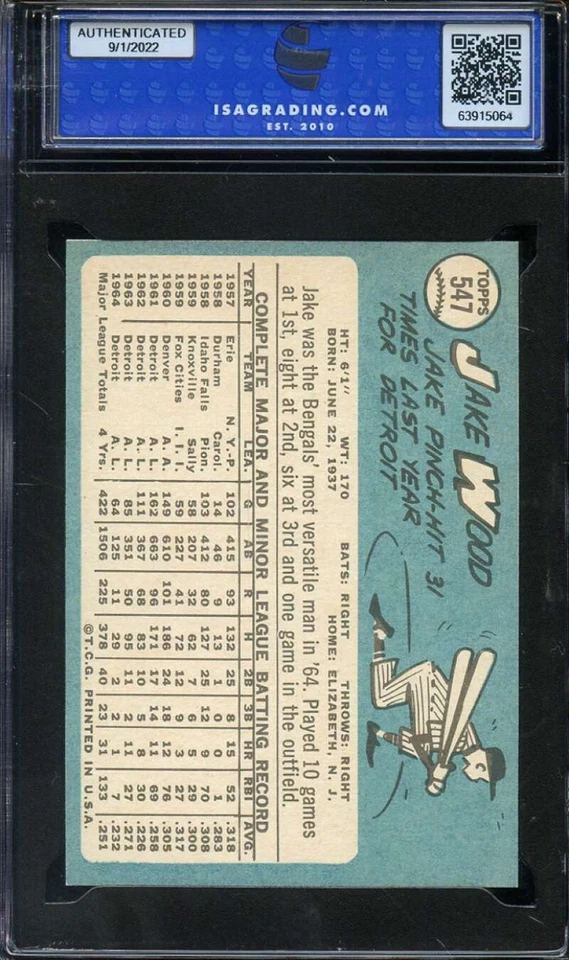 AUTHENTICATED
9/1/2022
ISAGRADING.COM
EST. 2010
63915064
TOPPS
547
JAKE WOOD
JAKE PINCH-HIT 31
TIMES LAST YEAR
FOR DETROIT
HT: 6'1" WT: 170 BATS: RIGHT THROWS: RIGHT
BORN: JUNE 22, 1937 HOME: ELIZABETH, N. J.
Jake was the Bengals' most versatile man in '64. Played 10 games
at 1st, eight at 2nd, six at 3rd and one game in the outfield.
COMPLETE MAJOR AND MINOR LEAGUE BATTING RECORD
YEAR TEAM LEA. G AB R H 2B 3B HR RBI AVG.
1957 Erie N. Y.-P. 102 415 93 132 25 8 15 52 .318
1958 Durham Carol. 14 46 9 13 1 0 0 1 .283
1958 Idaho Falls Pion. 103 412 80 127 25 12 9 70 .308
1959 Knoxville Sally 58 207 32 62 7 6 5 29 .300
1959 Fox Cities I. I. I. 59 227 41 72 12 9 3 27 .317
1960 Denver A. A. 149 610 101 186 24 18 12 76 .305
1961 Detroit A. L. 162 663 96 171 17 14 11 69 .258
1962 Detroit A. L. 111 367 68 83 10 5 8 30 .226
1963 Detroit A. L. 85 351 50 95 11 2 11 27 .271
1964 Detroit A. L. 64 125 11 29 2 2 1 7 .232
Major League Totals 4 Yrs. 422 1506 225 378 40 23 31 133 .251
©T.C.G. PRINTED IN U.S.A.